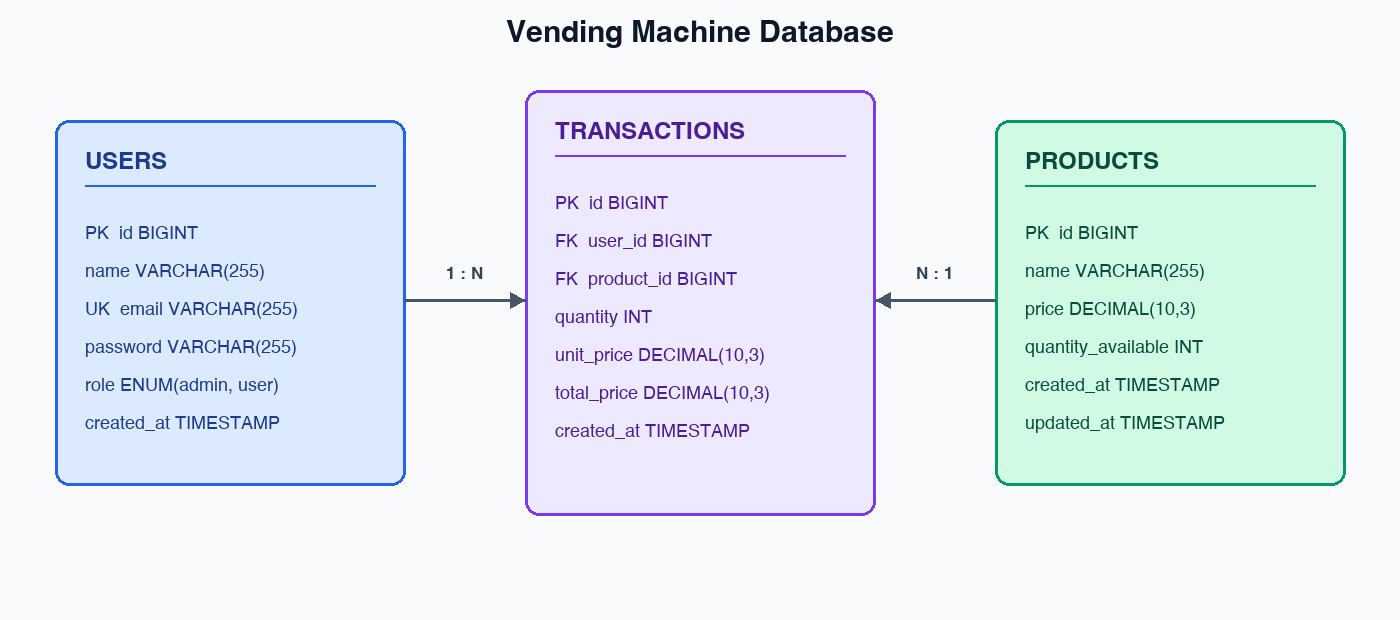 Vending Machine Database
USERS
PK id BIGINT
name VARCHAR(255)
UK email VARCHAR(255)
password VARCHAR(255)
role ENUM(admin, user)
created_at TIMESTAMP
1 : N
TRANSACTIONS
PK id BIGINT
FK user_id BIGINT
FK product_id BIGINT
quantity INT
unit_price DECIMAL(10,3)
total_price DECIMAL(10,3)
created_at TIMESTAMP
N : 1
PRODUCTS
PK id BIGINT
name VARCHAR(255)
price DECIMAL(10,3)
quantity_available INT
created_at TIMESTAMP
updated_at TIMESTAMP